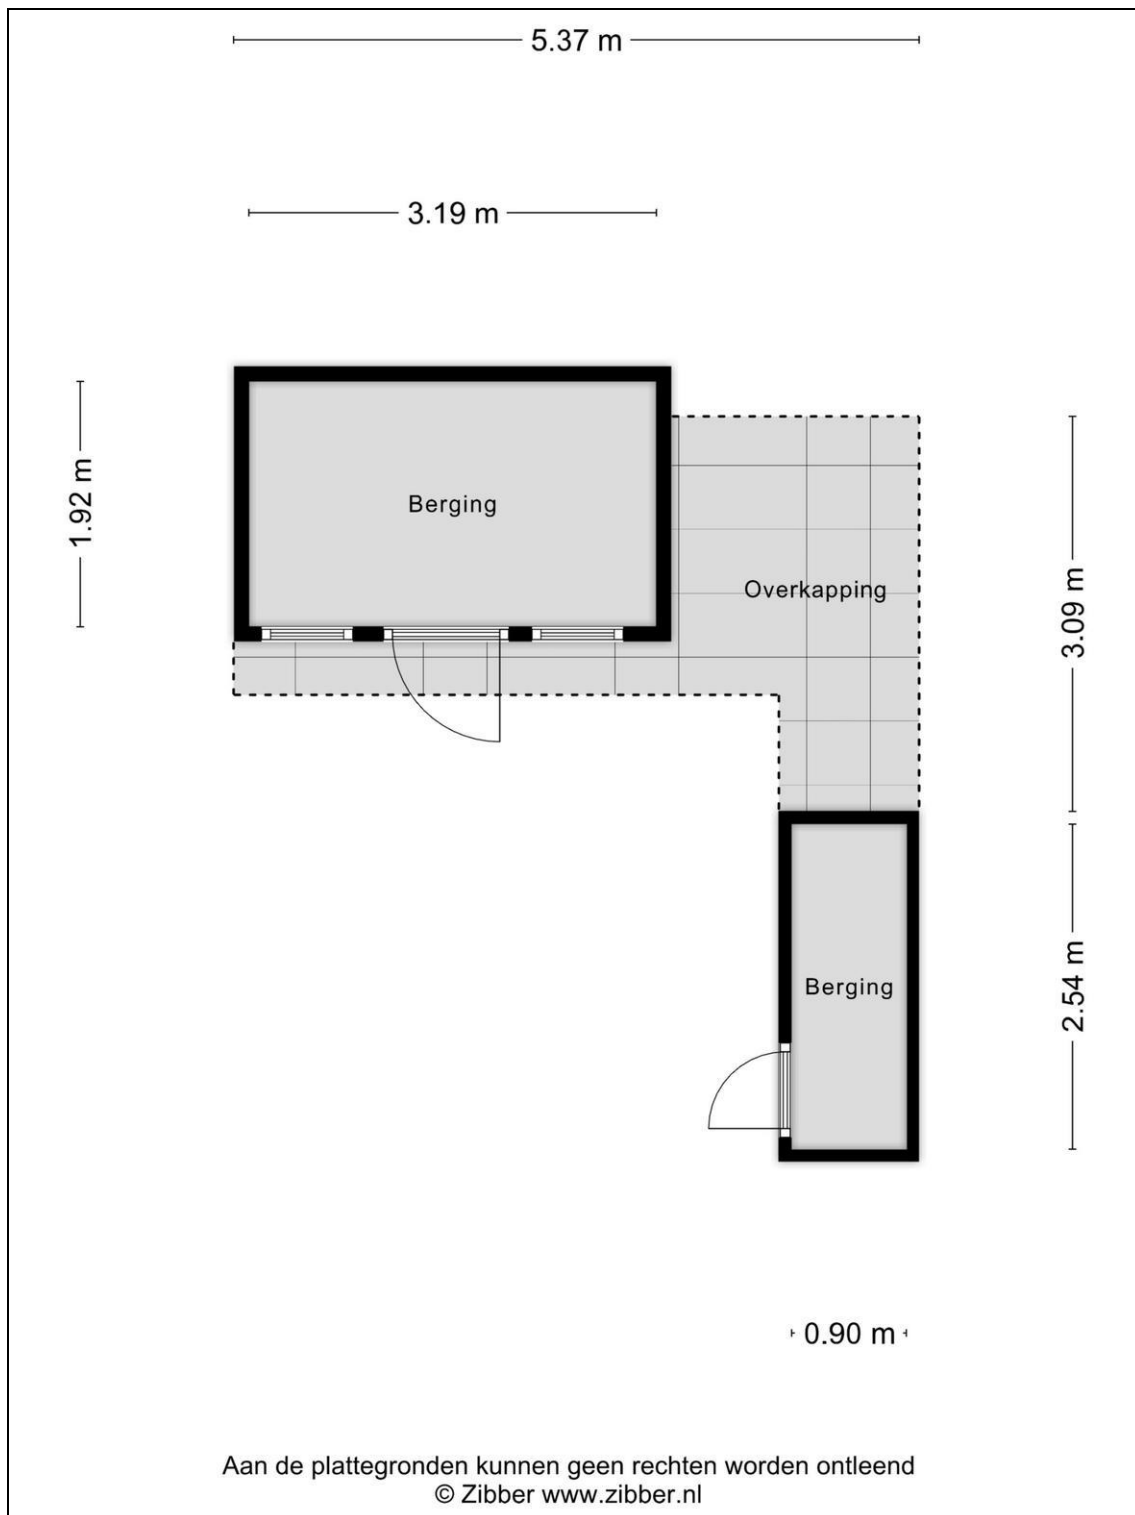 5.37 m
3.19 m
1.92 m
Berging
Overkapping
3.09 m
Berging
2.54 m
0.90 m
Aan de plattegronden kunnen geen rechten worden ontleend
© Zibber www.zibber.nl